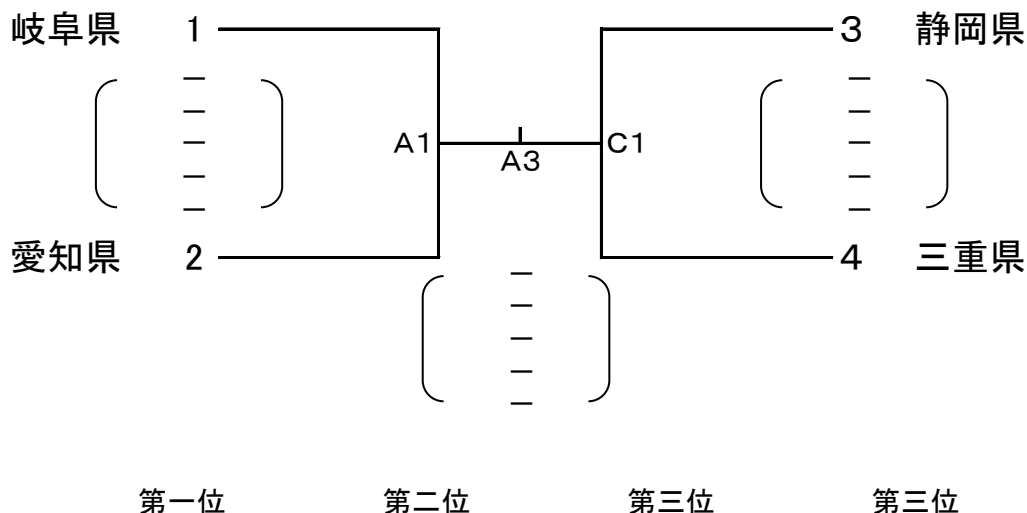 岐阜県 1 3 静岡県
— —
— —
A1 — A3 — C1
— —
— —
愛知県 2 4 三重県
—
—
—
—
—
第一位 第二位 第三位 第三位